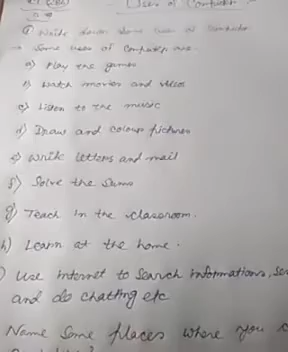 Uses of Computer
① Write down some uses of computer
→ Some uses of Computer are.
a) Play the games
b) Watch movies and videos
c) Listen to the music
d) Draw and colour pictures
e) Write letters and mail
f) Solve the sums
g) Teach in the classroom.
h) Learn at the home.
) Use internet to search informations,
and do chatting etc
Name Some places where you